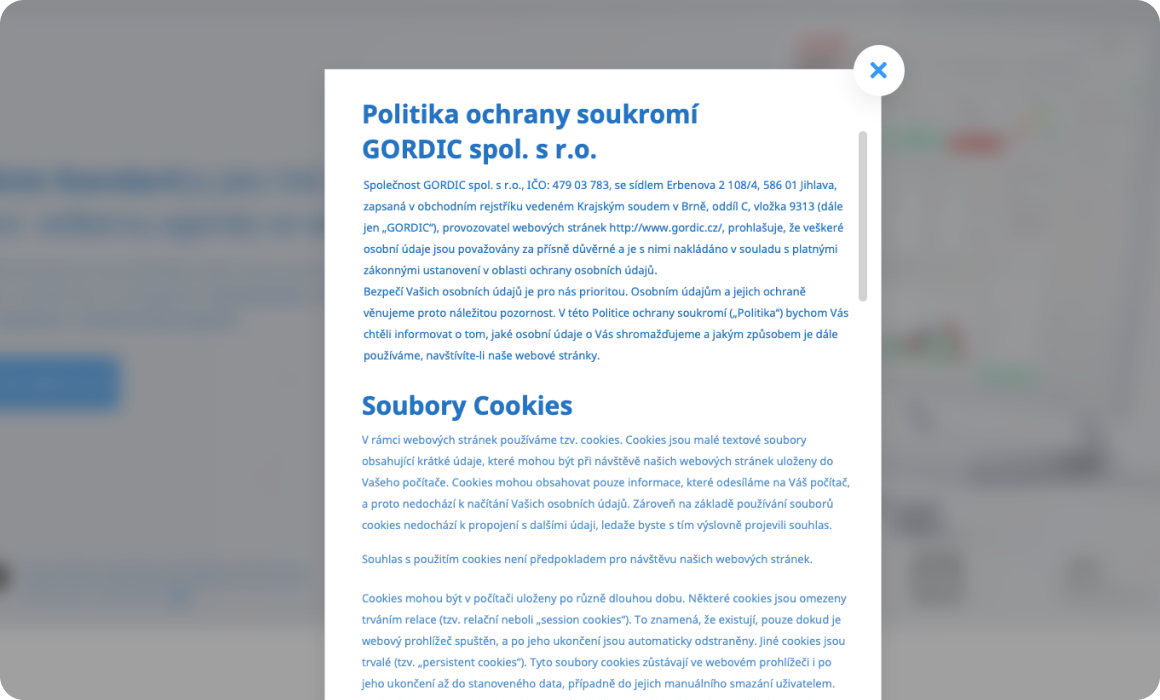 Politika ochrany soukromí
GORDIC spol. s r.o.
Společnost GORDIC spol. s r.o., IČO: 479 03 783, se sídlem Erbenova 2 108/4, 586 01 Jihlava,
zapsaná v obchodním rejstříku vedeném Krajským soudem v Brně, oddíl C, vložka 9313 (dále
jen „GORDIC“), provozovatel webových stránek http://www.gordic.cz/, prohlašuje, že veškeré
osobní údaje jsou považovány za přísně důvěrné a je s nimi nakládáno v souladu s platnými
zákonnými ustanovení v oblasti ochrany osobních údajů.
Bezpečí Vašich osobních údajů je pro nás prioritou. Osobním údajům a jejich ochraně
věnujeme proto náležitou pozornost. V této Politice ochrany soukromí („Politika“) bychom Vás
chtěli informovat o tom, jaké osobní údaje o Vás shromažďujeme a jakým způsobem je dále
používáme, navštívíte-li naše webové stránky.
Soubory Cookies
V rámci webových stránek používáme tzv. cookies. Cookies jsou malé textové soubory
obsahující krátké údaje, které mohou být při návštěvě našich webových stránek uloženy do
Vašeho počítače. Cookies mohou obsahovat pouze informace, které odesíláme na Váš počítač,
a proto nedochází k načítání Vašich osobních údajů. Zároveň na základě používání souborů
cookies nedochází k propojení s dalšími údaji, ledaže byste s tím výslovně projevili souhlas.
Souhlas s použitím cookies není předpokladem pro návštěvu našich webových stránek.
Cookies mohou být v počítači uloženy po různě dlouhou dobu. Některé cookies jsou omezeny
trváním relace (tzv. relační neboli „session cookies“). To znamená, že existují, pouze dokud je
webový prohlížeč spuštěn, a po jeho ukončení jsou automaticky odstraněny. Jiné cookies jsou
trvalé (tzv. „persistent cookies“). Tyto soubory cookies zůstávají ve webovém prohlížeči i po
jeho ukončení až do stanoveného data, případně do jejich manuálního smazání uživatelem.